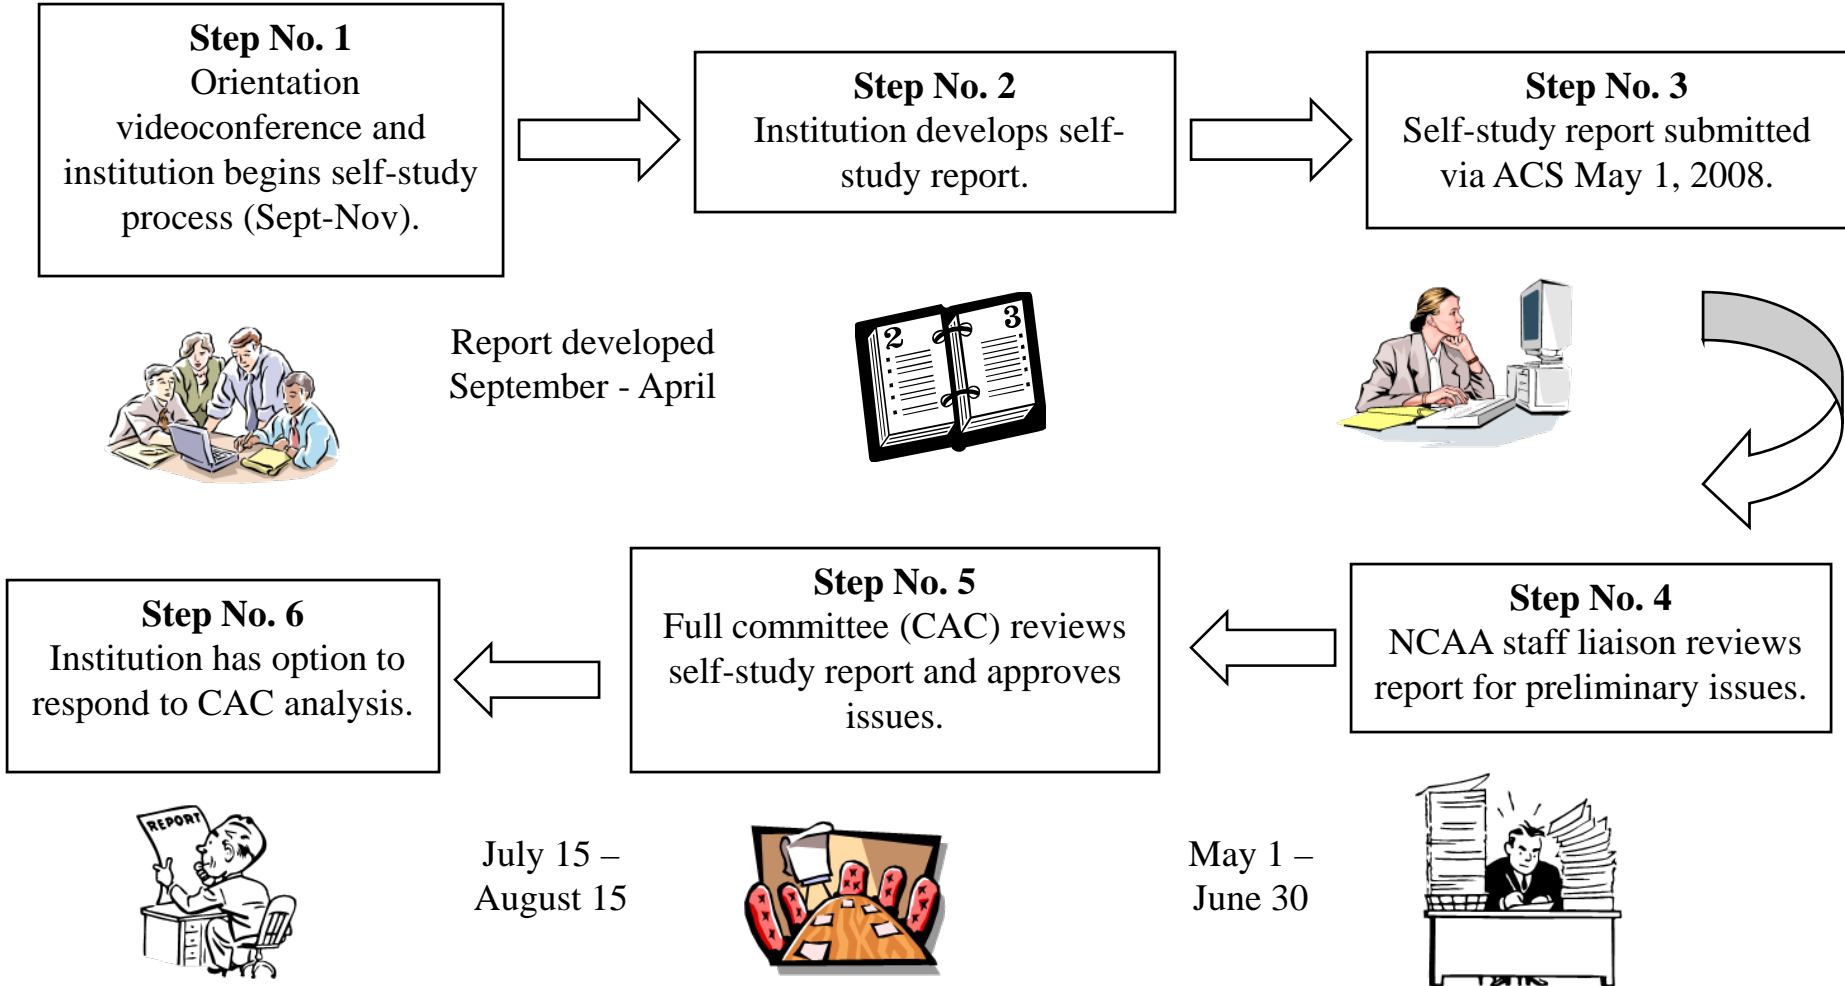 Step No. 1
Orientation
videoconference and
institution begins self-study
process (Sept-Nov).
Step No. 2
Institution develops self-
study report.
Step No. 3
Self-study report submitted
via ACS May 1, 2008.
Report developed
September - April
2
3
Step No. 4
NCAA staff liaison reviews
report for preliminary issues.
Step No. 5
Full committee (CAC) reviews
self-study report and approves
issues.
Step No. 6
Institution has option to
respond to CAC analysis.
REPORT
July 15 –
August 15
May 1 –
June 30